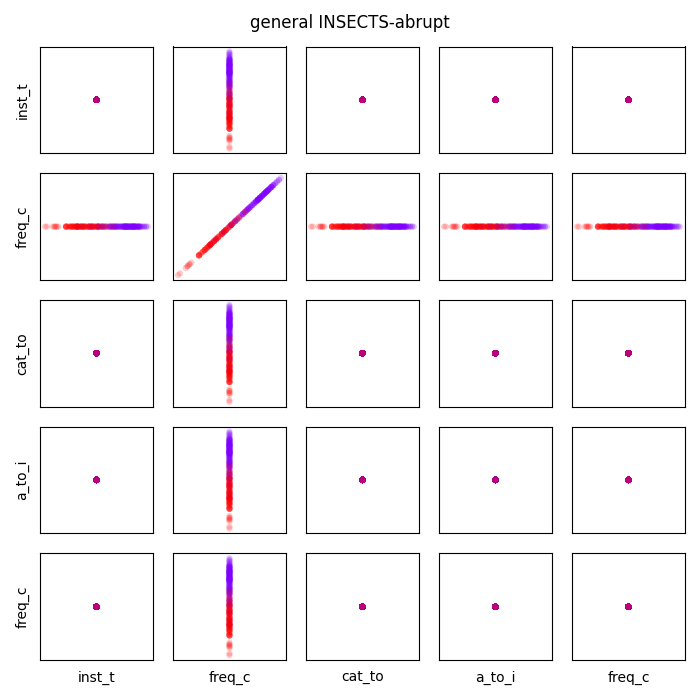 general INSECTS-abrupt
inst_t
freq_c
cat_to
a_to_i
freq_c
inst_t freq_c cat_to a_to_i freq_c